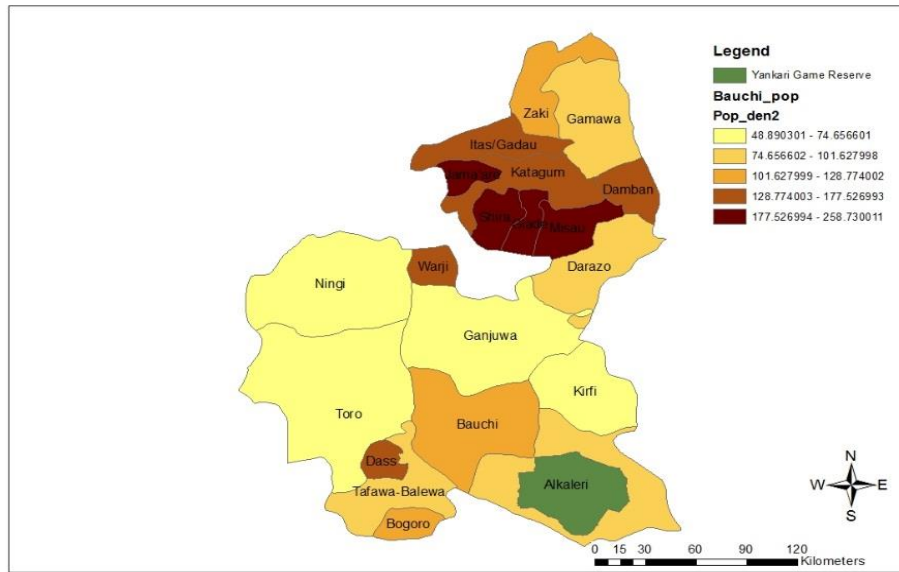 Legend
Yankari Game Reserve
Bauchi_pop
Pop_den2
48.890301 - 74.656601
74.656602 - 101.627998
101.627999 - 128.774002
128.774003 - 177.526993
177.526994 - 258.730011
Zaki
Gamawa
Itas/Gadau
Katagum
Damban
Shira
Misau
Darazo
Warji
Ningi
Ganjuwa
Kirfi
Toro
Bauchi
Dass
Alkaleri
Tafawa-Balewa
Bogoro
N
W
E
S
0 15 30 60 90 120
Kilometers